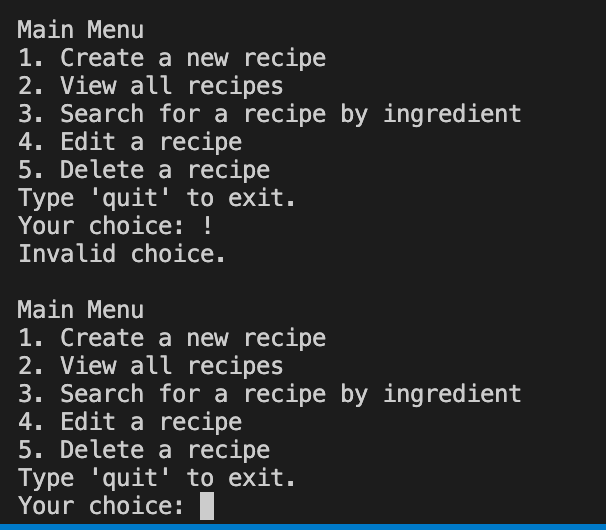 Main Menu
1. Create a new recipe
2. View all recipes
3. Search for a recipe by ingredient
4. Edit a recipe
5. Delete a recipe
Type 'quit' to exit.
Your choice: !
Invalid choice.

Main Menu
1. Create a new recipe
2. View all recipes
3. Search for a recipe by ingredient
4. Edit a recipe
5. Delete a recipe
Type 'quit' to exit.
Your choice: